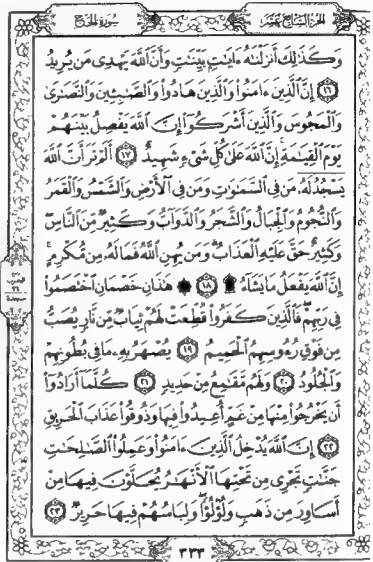 الجزء السابع عشر
سورة الحج
وَكَذَٰلِكَ أَنزَلْنَٰهُ ءَايَٰتٍۭ بَيِّنَٰتٍ وَأَنَّ ٱللَّهَ يَهْدِى مَن يُرِيدُ
١٦ إِنَّ ٱلَّذِينَ ءَامَنُوا۟ وَٱلَّذِينَ هَادُوا۟ وَٱلصَّٰبِـِٔينَ وَٱلنَّصَٰرَىٰ
وَٱلْمَجُوسَ وَٱلَّذِينَ أَشْرَكُوٓا۟ إِنَّ ٱللَّهَ يَفْصِلُ بَيْنَهُمْ
يَوْمَ ٱلْقِيَٰمَةِ إِنَّ ٱللَّهَ عَلَىٰ كُلِّ شَىْءٍ شَهِيدٌ ١٧ أَلَمْ تَرَ أَنَّ ٱللَّهَ
يَسْجُدُ لَهُۥ مَن فِى ٱلسَّمَٰوَٰتِ وَمَن فِى ٱلْأَرْضِ وَٱلشَّمْسُ وَٱلْقَمَرُ
وَٱلنُّجُومُ وَٱلْجِبَالُ وَٱلشَّجَرُ وَٱلدَّوَآبُّ وَكَثِيرٌ مِّنَ ٱلنَّاسِ
وَكَثِيرٌ حَقَّ عَلَيْهِ ٱلْعَذَابُ وَمَن يُهِنِ ٱللَّهُ فَمَا لَهُۥ مِن مُّكْرِمٍ
إِنَّ ٱللَّهَ يَفْعَلُ مَا يَشَآءُ ۩ ١٨ ۞ هَٰذَانِ خَصْمَانِ ٱخْتَصَمُوا۟
فِى رَبِّهِمْ فَٱلَّذِينَ كَفَرُوا۟ قُطِّعَتْ لَهُمْ ثِيَابٌ مِّن نَّارٍ يُصَبُّ
مِن فَوْقِ رُءُوسِهِمُ ٱلْحَمِيمُ ١٩ يُصْهَرُ بِهِۦ مَا فِى بُطُونِهِمْ
وَٱلْجُلُودُ ٢٠ وَلَهُم مَّقَٰمِعُ مِنْ حَدِيدٍ ٢١ كُلَّمَآ أَرَادُوٓا۟
أَن يَخْرُجُوا۟ مِنْهَا مِنْ غَمٍّ أُعِيدُوا۟ فِيهَا وَذُوقُوا۟ عَذَابَ ٱلْحَرِيقِ
٢٢ إِنَّ ٱللَّهَ يُدْخِلُ ٱلَّذِينَ ءَامَنُوا۟ وَعَمِلُوا۟ ٱلصَّٰلِحَٰتِ
جَنَّٰتٍ تَجْرِى مِن تَحْتِهَا ٱلْأَنْهَٰرُ يُحَلَّوْنَ فِيهَا مِنْ
أَسَاوِرَ مِن ذَهَبٍ وَلُؤْلُؤًا وَلِبَاسُهُمْ فِيهَا حَرِيرٌ ٢٣
٣٣٤